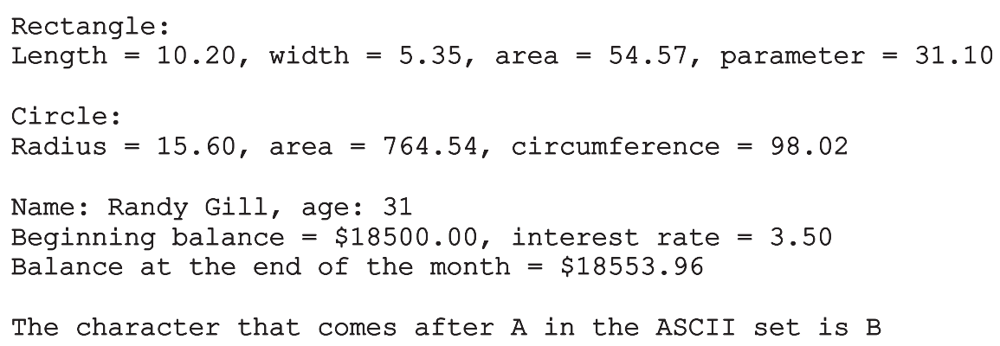 Rectangle:
Length = 10.20, width = 5.35, area = 54.57, parameter = 31.10
Circle:
Radius = 15.60, area = 764.54, circumference = 98.02
Name: Randy Gill, age: 31
Beginning balance = $18500.00, interest rate = 3.50
Balance at the end of the month = $18553.96
The character that comes after A in the ASCII set is B